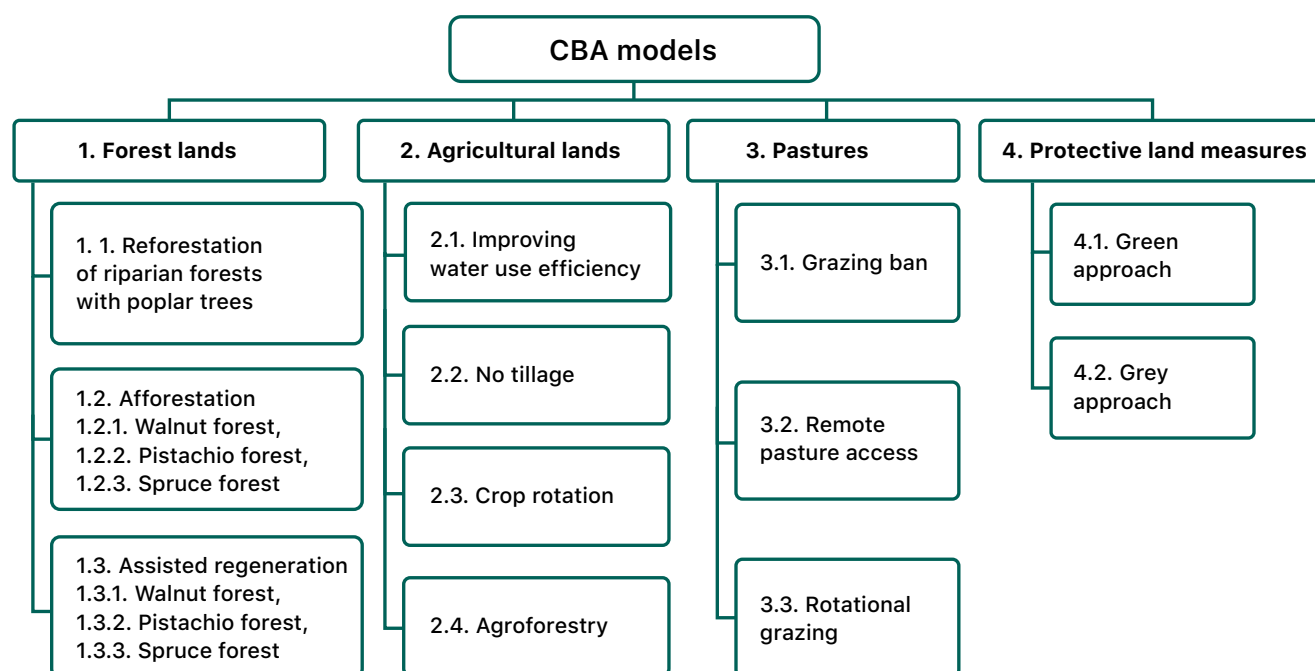 CBA models
1. Forest lands
1. 1. Reforestation
of riparian forests
with poplar trees
1.2. Afforestation
1.2.1. Walnut forest,
1.2.2. Pistachio forest,
1.2.3. Spruce forest
1.3. Assisted regeneration
1.3.1. Walnut forest,
1.3.2. Pistachio forest,
1.3.3. Spruce forest
2. Agricultural lands
2.1. Improving
water use efficiency
2.2. No tillage
2.3. Crop rotation
2.4. Agroforestry
3. Pastures
3.1. Grazing ban
3.2. Remote
pasture access
3.3. Rotational
grazing
4. Protective land measures
4.1. Green
approach
4.2. Grey
approach